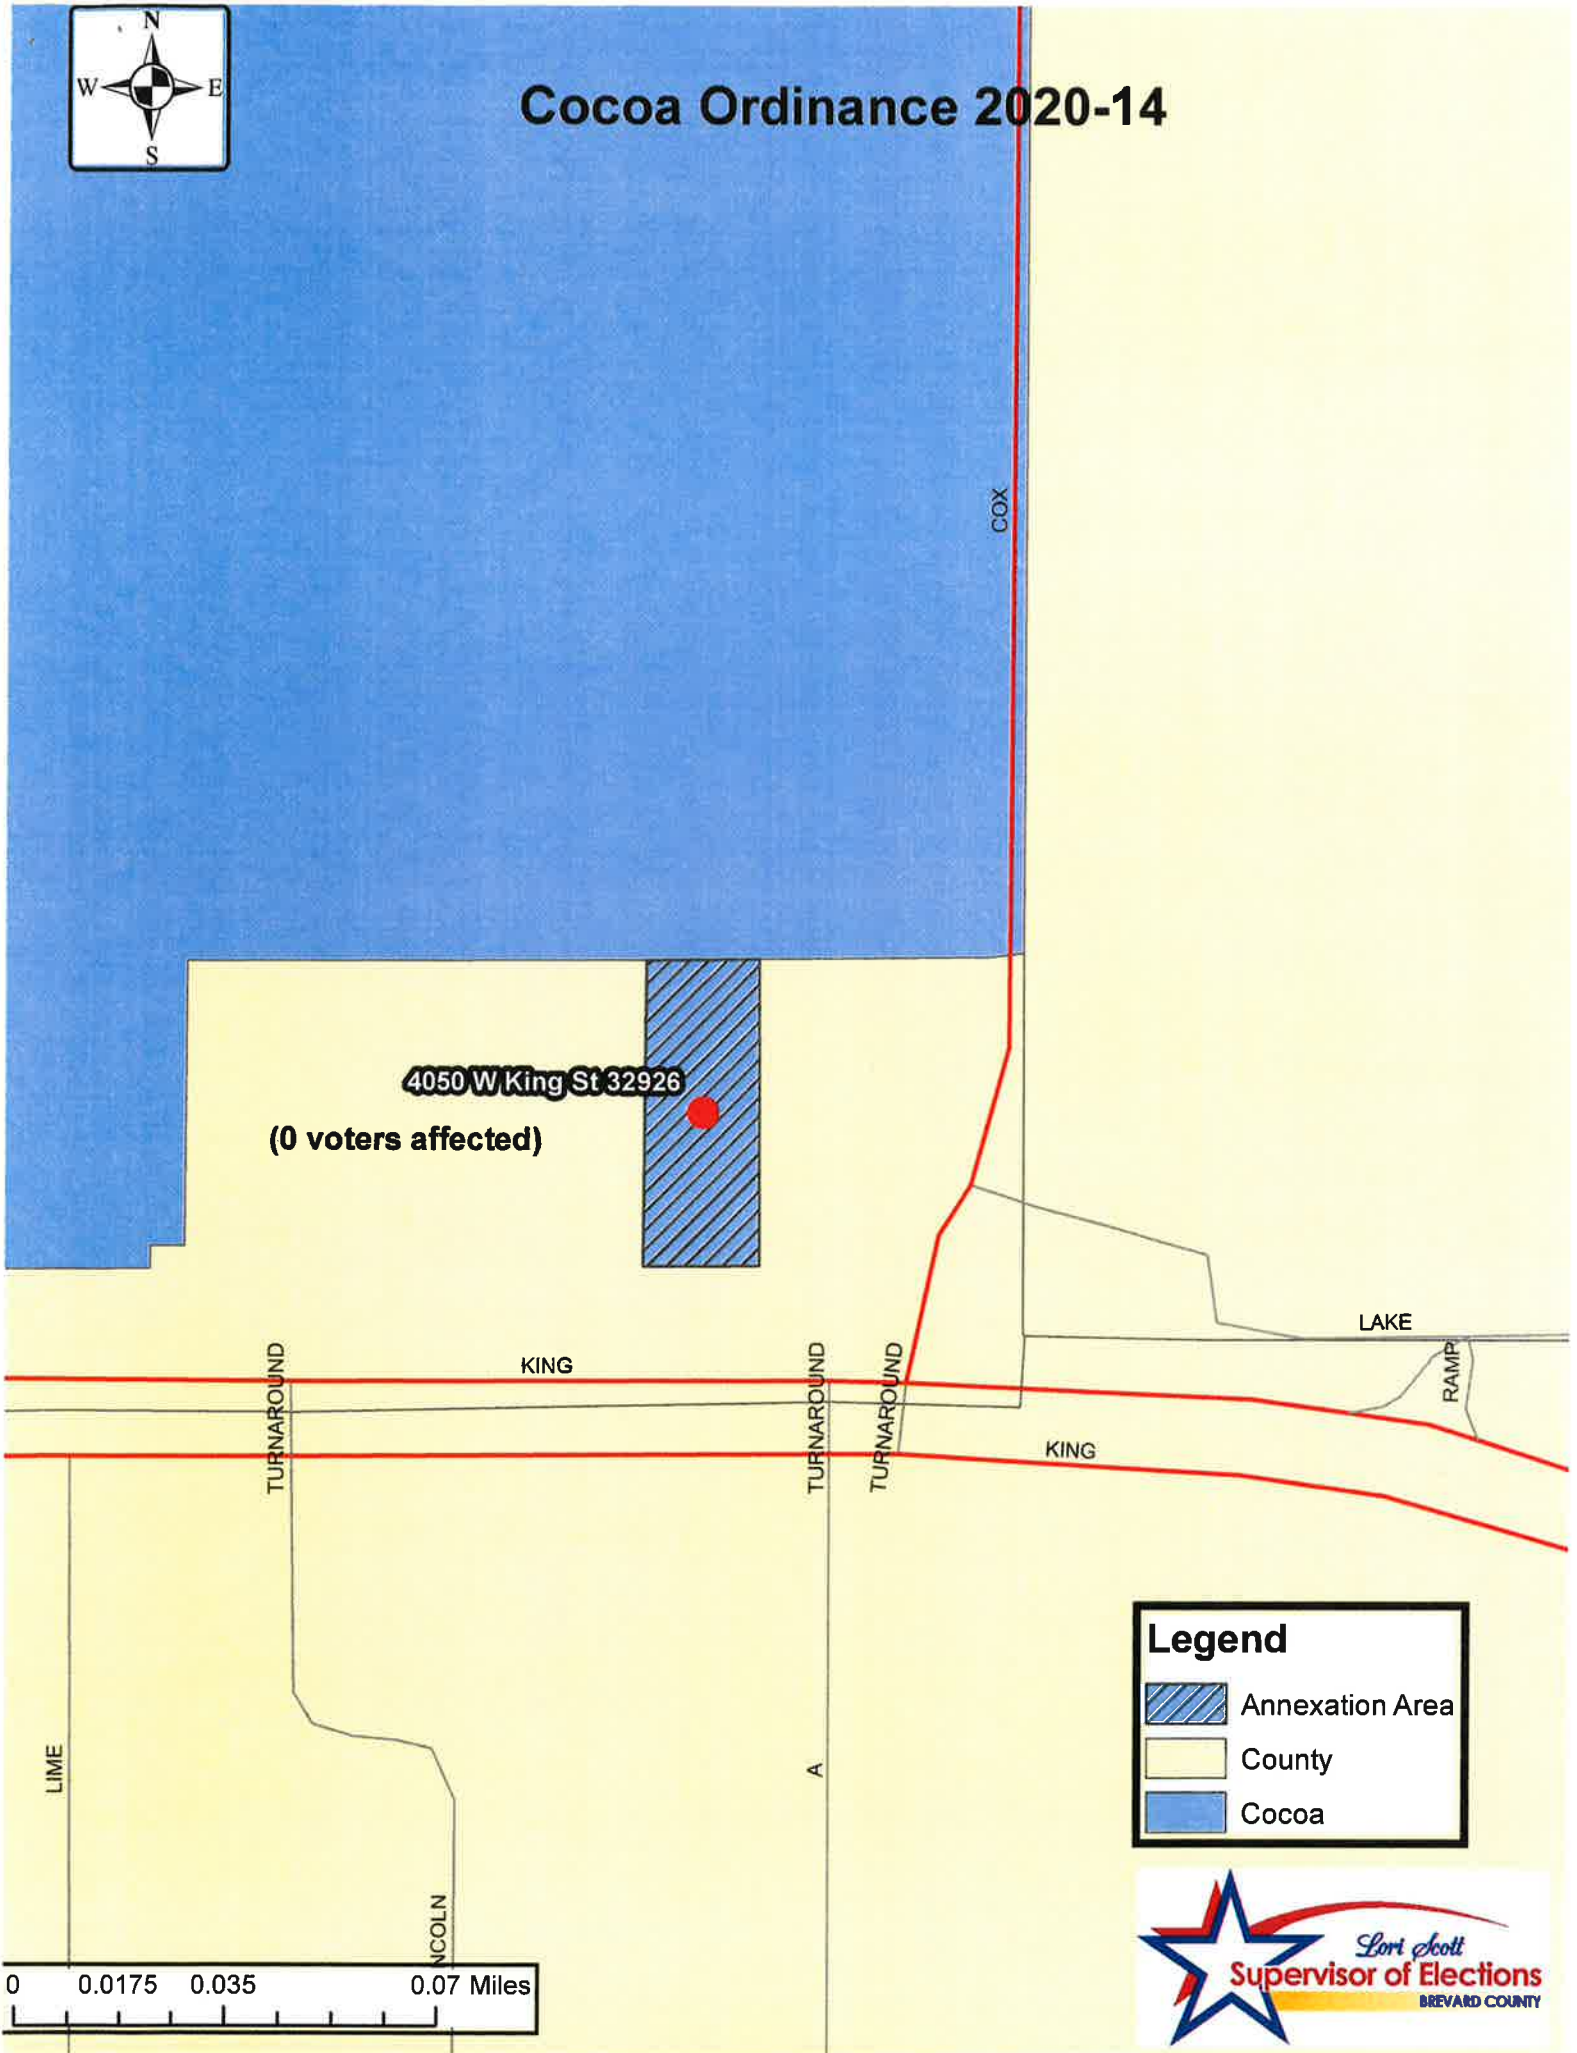 N
W E
S
Cocoa Ordinance 2020-14
COX
4050 W King St 32926
(0 voters affected)
LAKE
KING
TURNAROUND
TURNAROUND
TURNAROUND
RAMP
KING
Legend
Annexation Area
County
Cocoa
LIME
A
NCOLN
0 0.0175 0.035 0.07 Miles
Lori Scott
Supervisor of Elections
BREVARD COUNTY